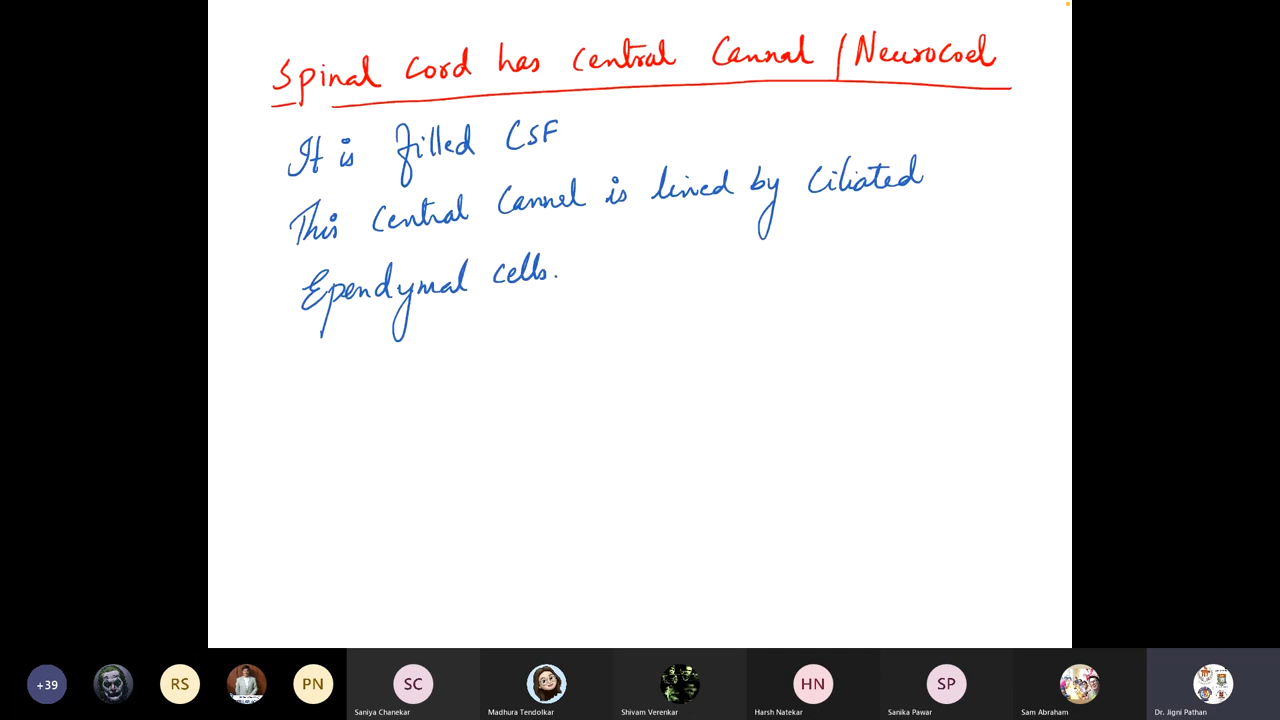 Spinal Cord has Central Cannal / Neurocoel
It is filled CSF
This Central Cannel is lined by Ciliated
Ependymal cells.
+39
RS
PN
SC
HN
SP
Saniya Chanekar
Madhura Tendolkar
Shivam Verenkar
Harsh Natekar
Sanika Pawar
Sam Abraham
Dr. Jigni Pathan